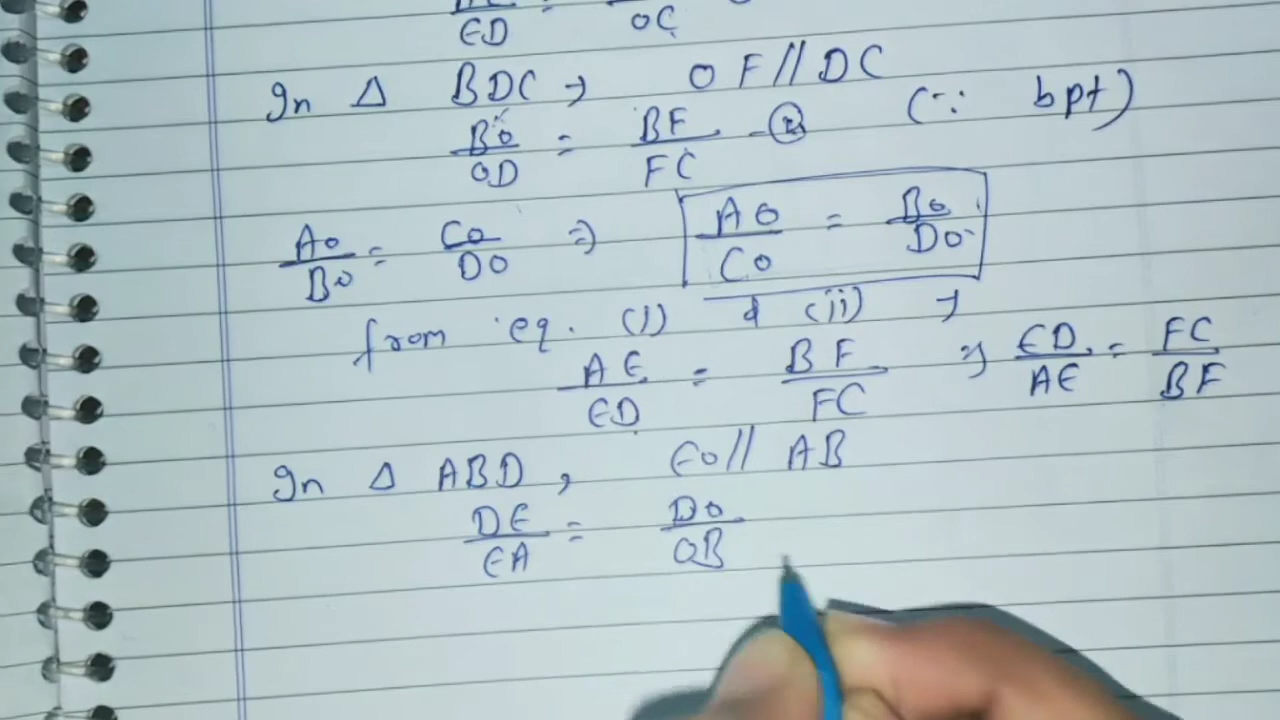 ED OC
In Δ BDC → OF//DC
BO/OD = BF/FC - ② (∵ bpt)
AO/BO = CO/DO ⇒ AO/CO = BO/DO
from eq. (i) & (ii) →
AE/ED = BF/FC ⇒ ED/AE = FC/BF
In Δ ABD, EO// AB
DE/EA = DO/OB